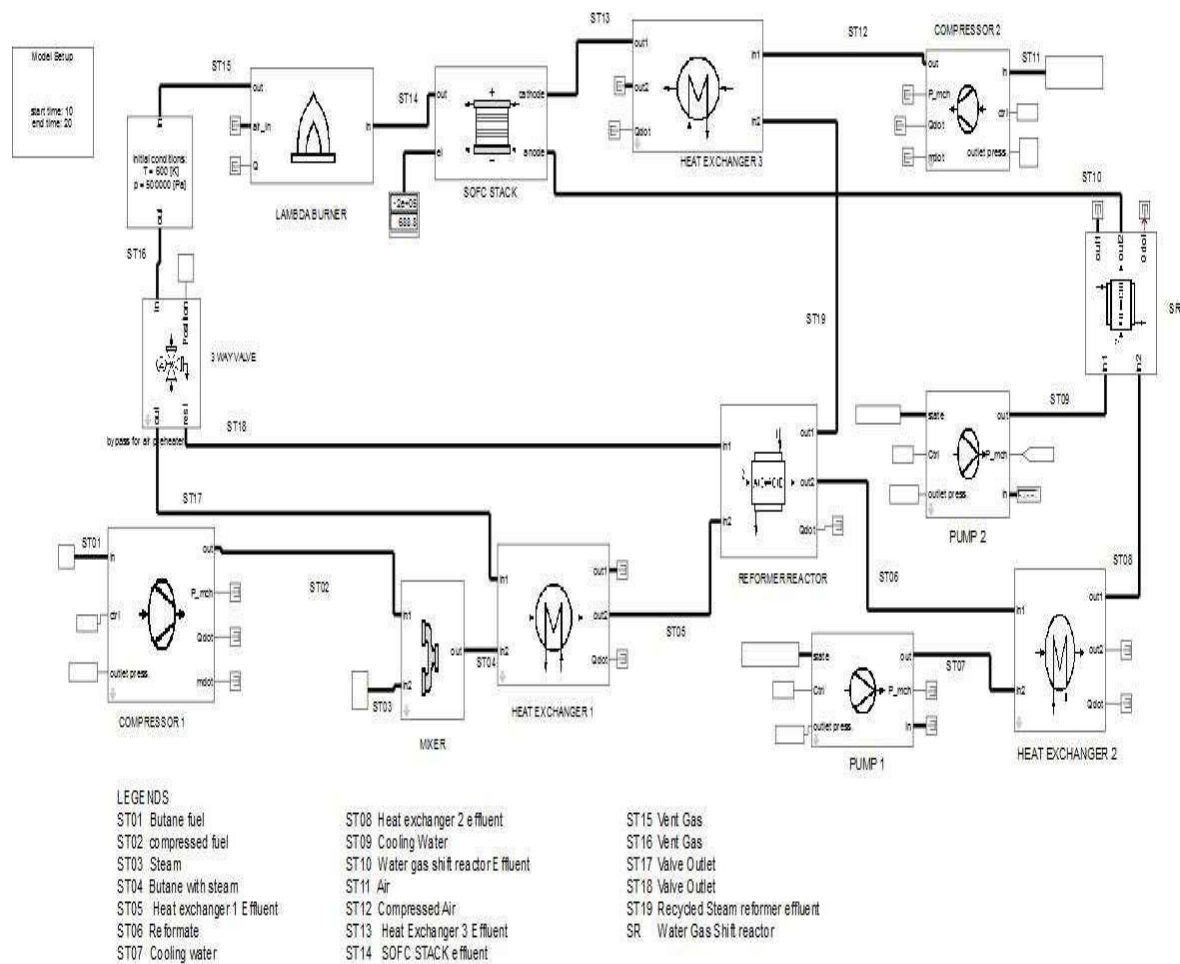 Model Setup
start time: 10
end time: 20
ST15
out
air_in
Q
in
LAMBDA BURNER
ST14
out
el
cathode
anode
SOFC STACK
-2e+05
688.8
ST13
out1
out2
Qdot
in1
in2
HEAT EXCHANGER 3
ST12
COMPRESSOR 2
out
P_mch
Qdot
mdot
in
ctrl
outlet press.
ST11
ST10
in
Initial conditions:
T = 600 [K]
p = 500000 [Pa]
out
ST16
in
Position
3 WAY VALVE
out
res1
bypass for air preheater
ST18
ST17
ST19
out1
out2
Qdot
in1
in2
SR
ST09
state
Ctrl
outlet press.
out
P_mch
in
PUMP 2
in1
in2
out1
out2
Qdot
REFORMER REACTOR
ST06
ST08
ST01
in
ctrl
outlet press.
out
P_mch
Qdot
mdot
COMPRESSOR 1
ST02
in1
in2
out
MIXER
ST03
ST04
in1
in2
out1
out2
Qdot
HEAT EXCHANGER 1
ST05
state
Ctrl
outlet press.
out
P_mch
in
PUMP 1
ST07
in1
in2
out1
out2
Qdot
HEAT EXCHANGER 2
LEGENDS
ST01 Butane fuel
ST02 compressed fuel
ST03 Steam
ST04 Butane with steam
ST05 Heat exchanger 1 Effluent
ST06 Reformate
ST07 Cooling water
ST08 Heat exchanger 2 effluent
ST09 Cooling Water
ST10 Water gas shift reactor Effluent
ST11 Air
ST12 Compressed Air
ST13 Heat Exchanger 3 Effluent
ST14 SOFC STACK effluent
ST15 Vent Gas
ST16 Vent Gas
ST17 Valve Outlet
ST18 Valve Outlet
ST19 Recycled Steam reformer effluent
SR Water Gas Shift reactor